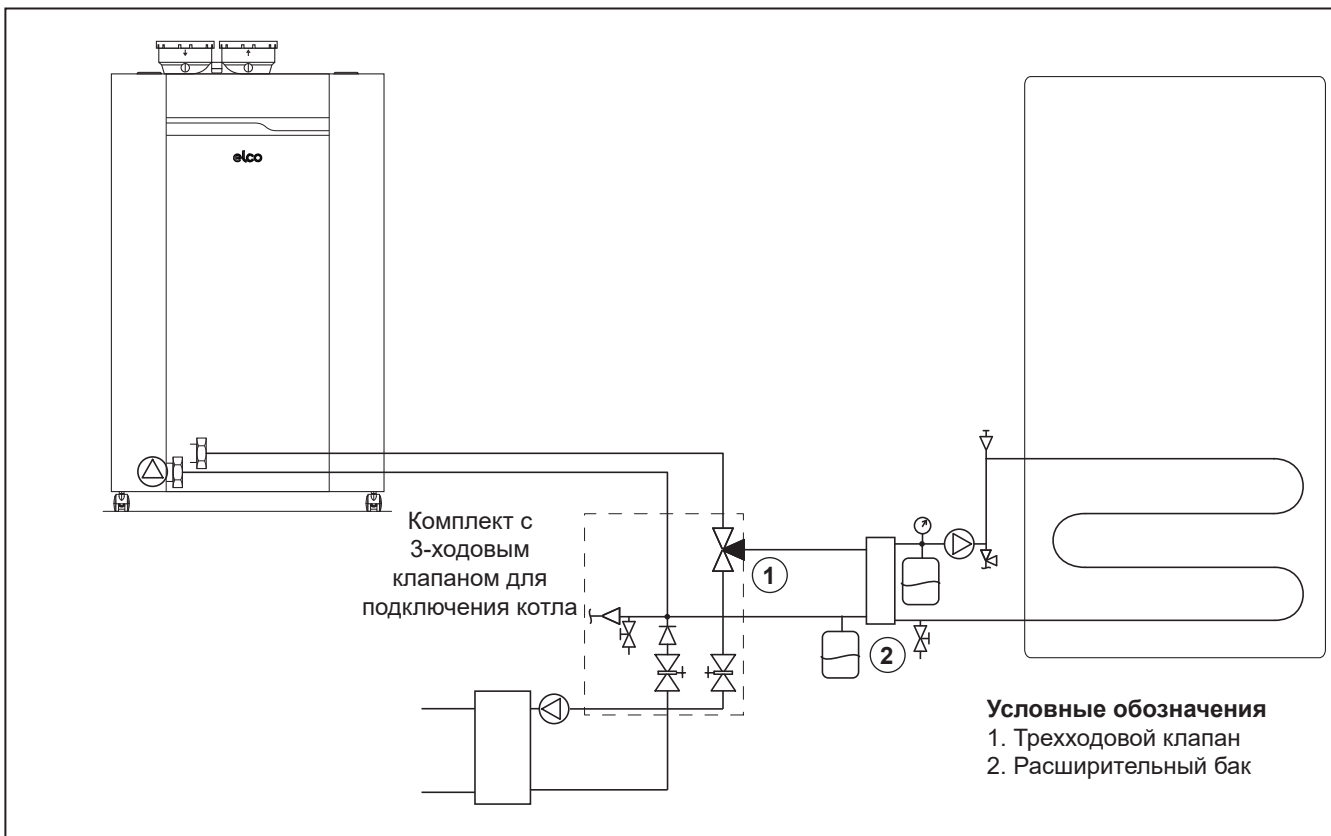 elco
Комплект с
3-ходовым
клапаном для
подключения котла
1
2
Условные обозначения
1. Трехходовой клапан
2. Расширительный бак